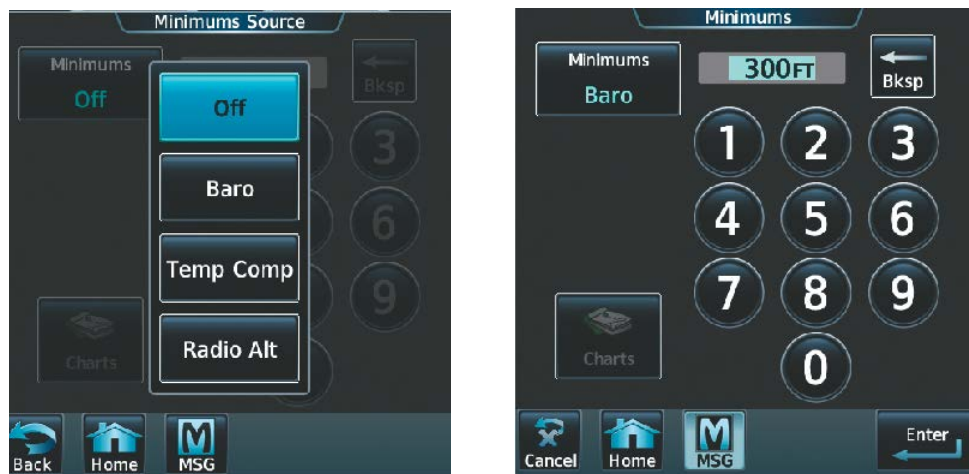 Minimums Source
Minimums
Off
Bksp
Off
3
Baro
6
Temp Comp
9
Radio Alt
Charts
Back
Home
MSG
Minimums
Minimums
Baro
300FT
Bksp
1 2 3
4 5 6
7 8 9
Charts
0
Cancel
Home
MSG
Enter